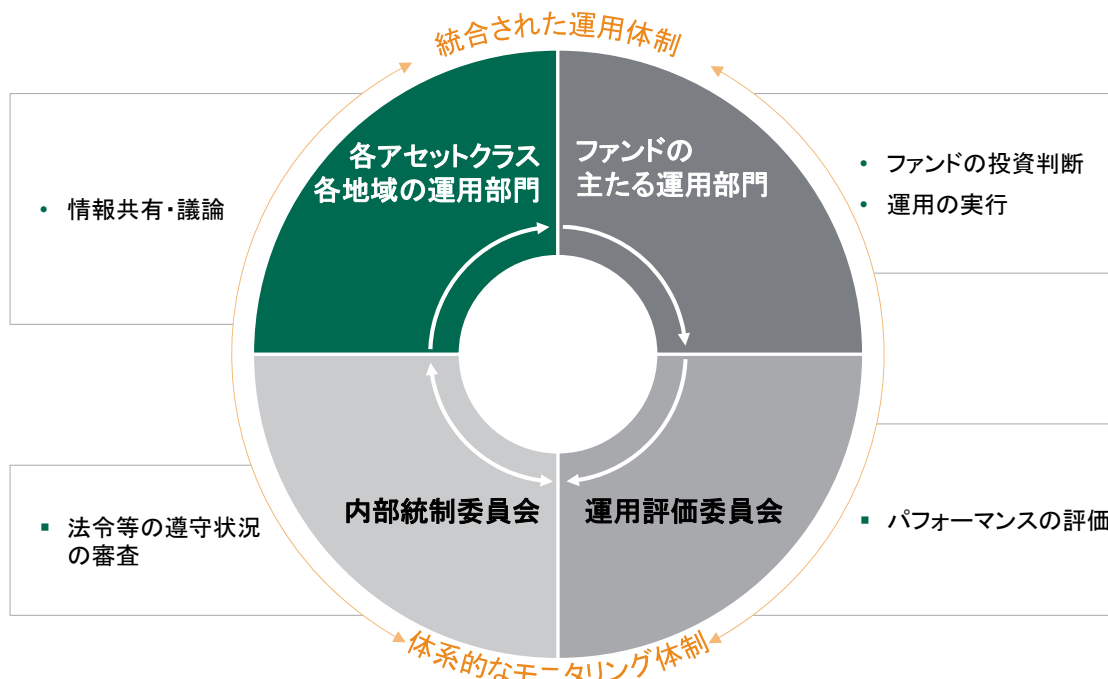 統合された運用体制
各アセットクラス
各地域の運用部門
ファンドの
主たる運用部門
• 情報共有・議論
• ファンドの投資判断
• 運用の実行
内部統制委員会
運用評価委員会
▪ 法令等の遵守状況
の審査
▪ パフォーマンスの評価
体系的なモニタリング体制